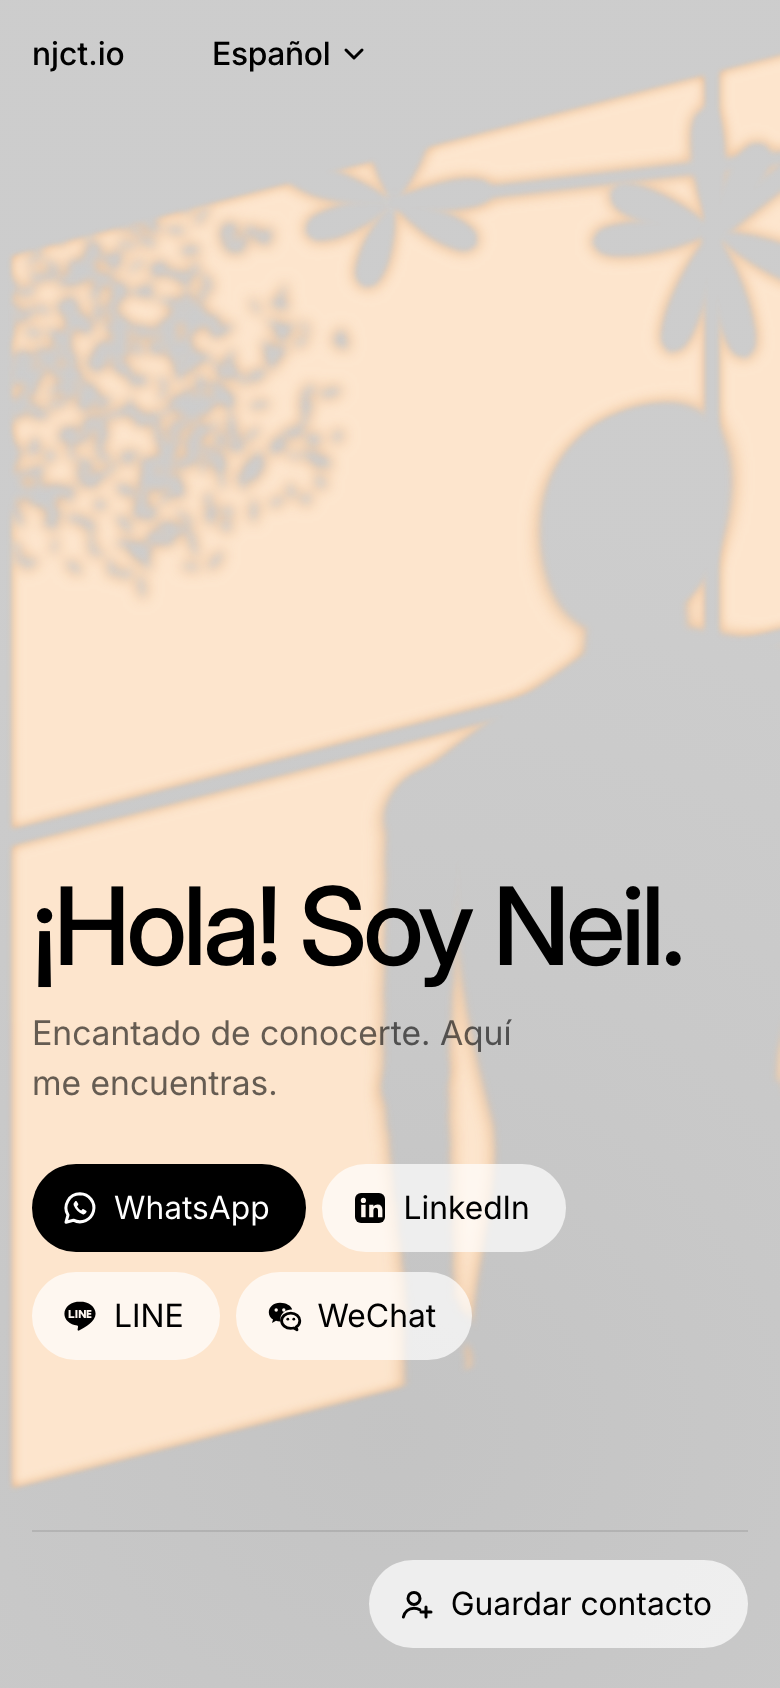 njct.io
Español
¡Hola! Soy Neil.
Encantado de conocerte. Aquí
me encuentras.
WhatsApp
LinkedIn
LINE
WeChat
Guardar contacto